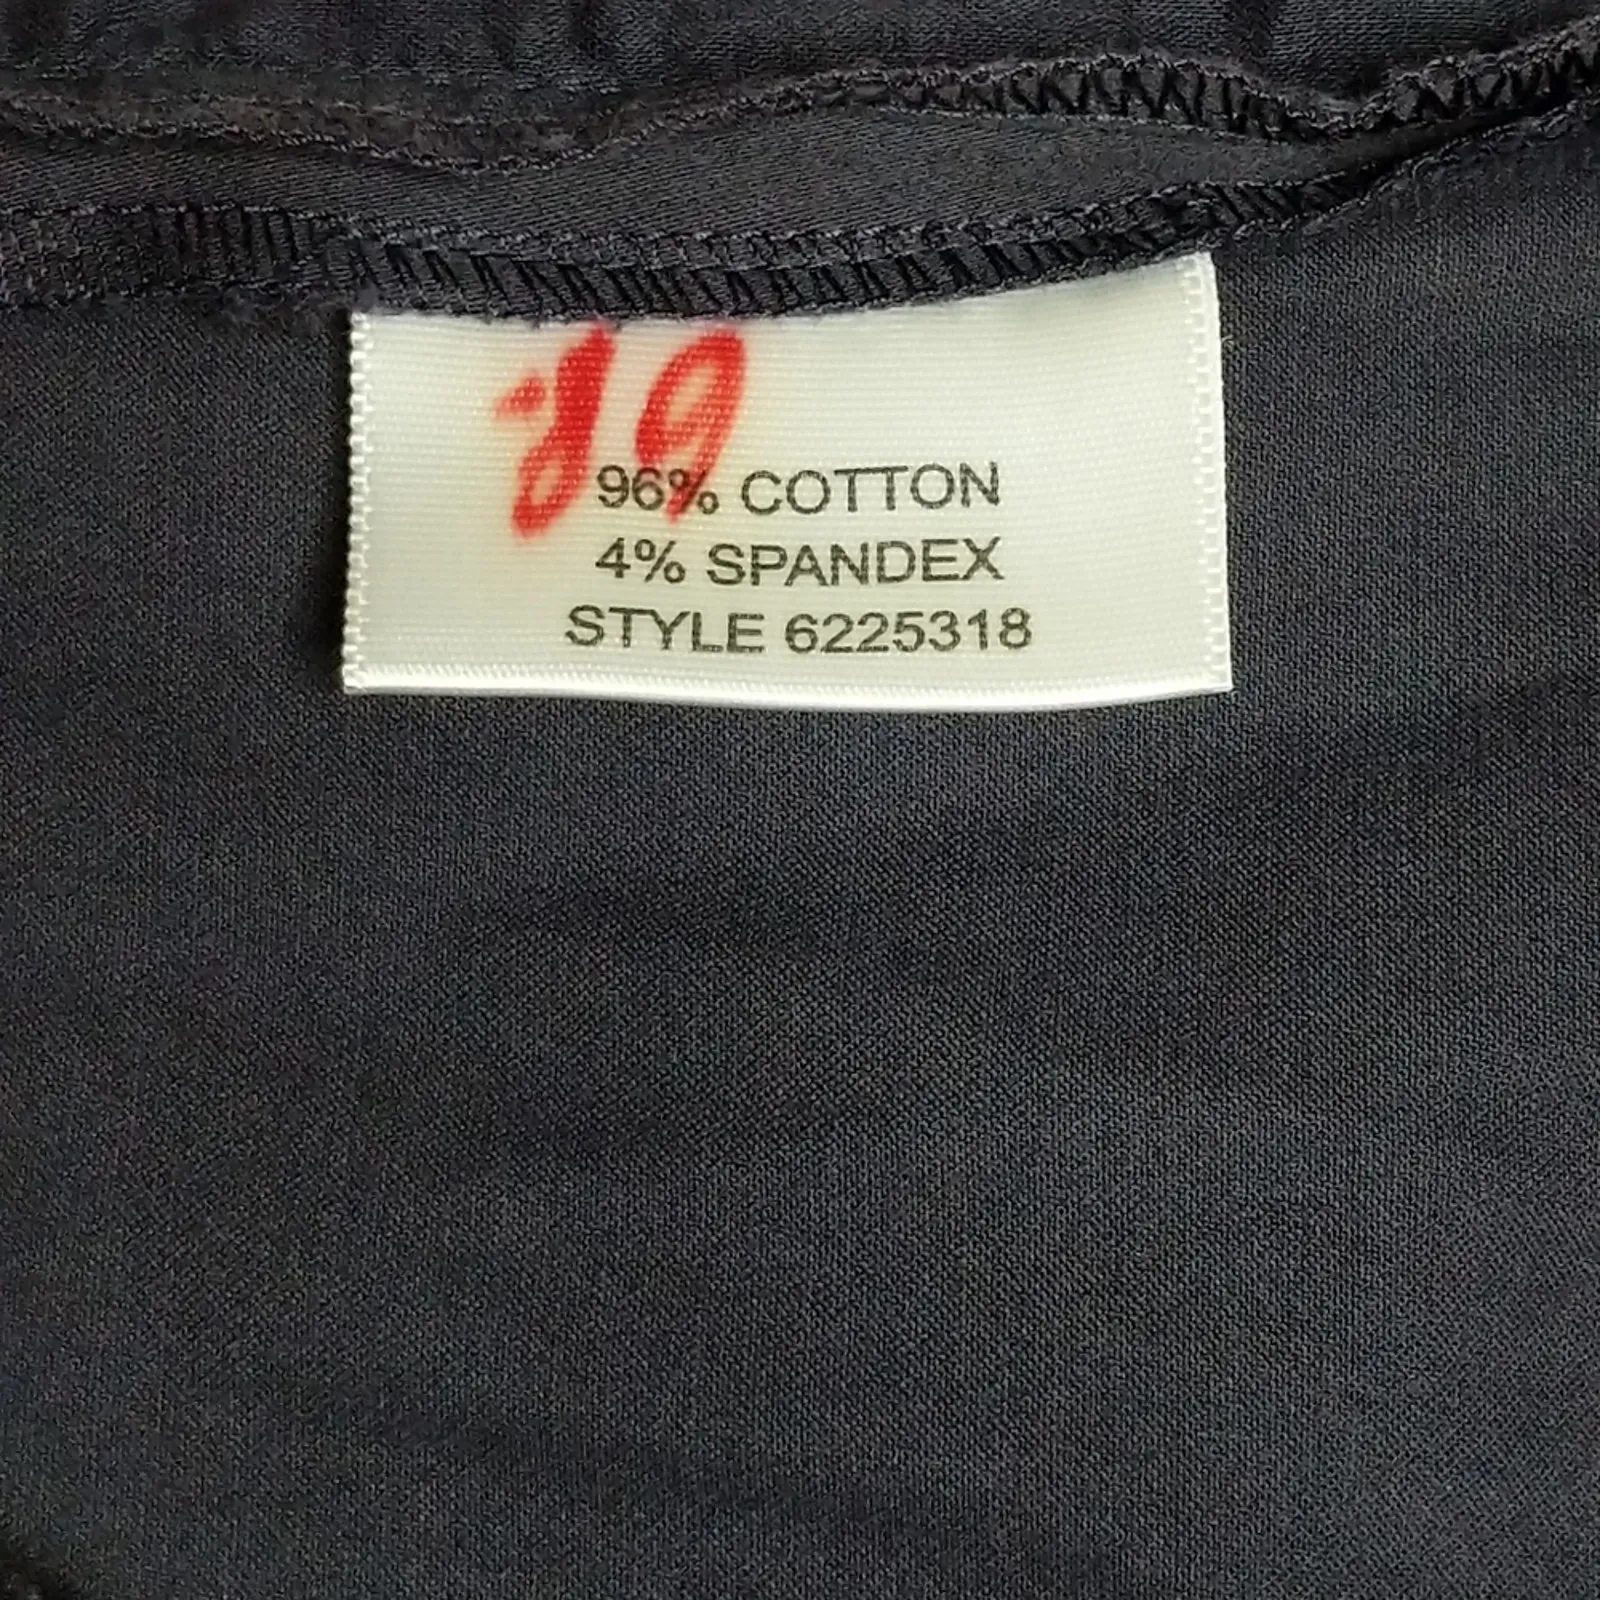 96% COTTON
4% SPANDEX
STYLE 6225318